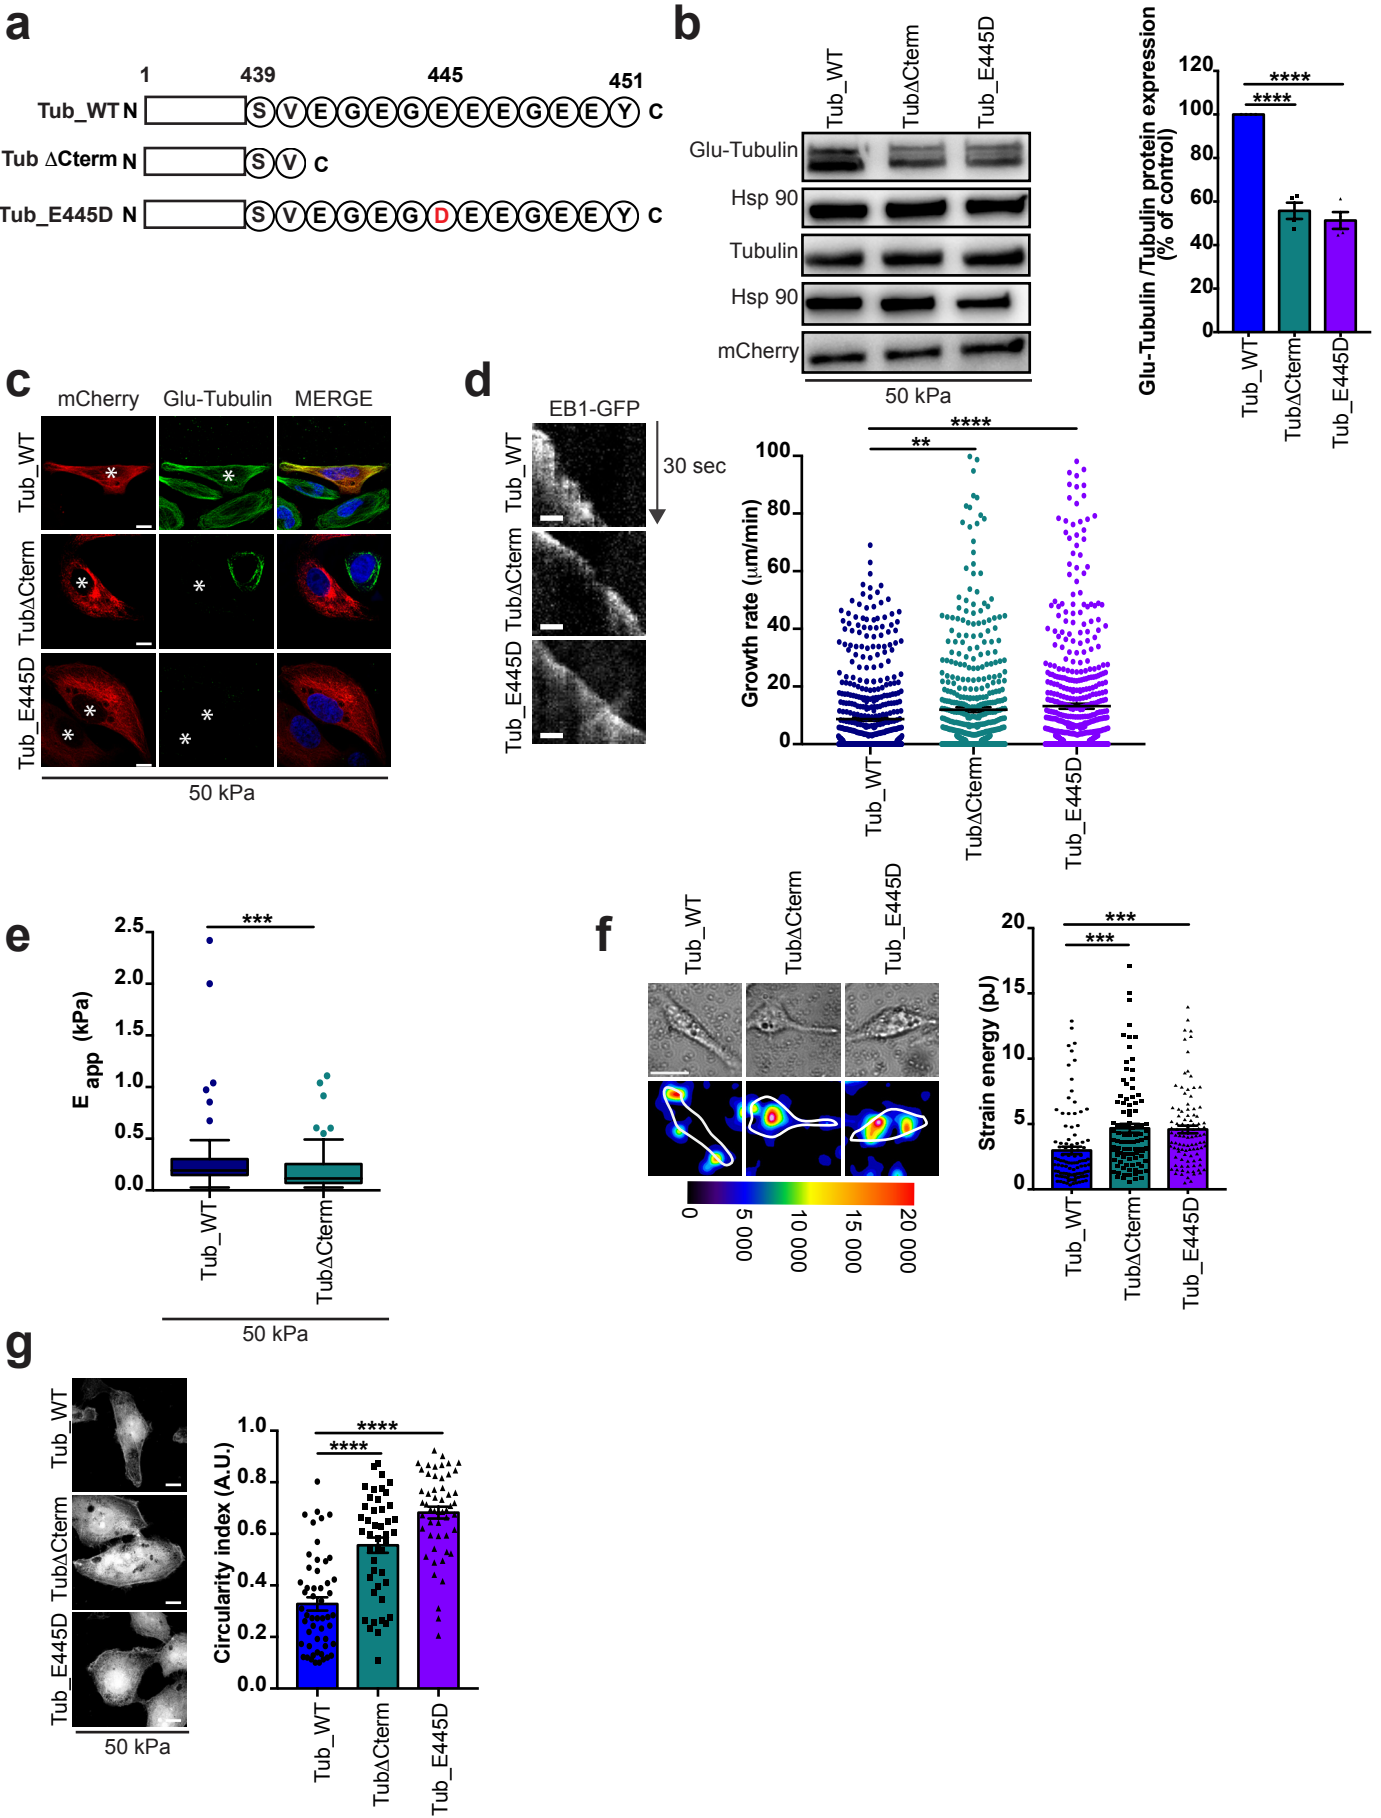 a
1 439 445 451
Tub_WT N S V E G E G E E E G E E Y C
Tub ΔCterm N S V C
Tub_E445D N S V E G E G D E E G E E Y C
b
Tub_WT
TubΔCterm
Tub_E445D
Glu-Tubulin
Hsp 90
Tubulin
Hsp 90
mCherry
50 kPa
Glu-Tubulin /Tubulin protein expression
(% of control)
120
100
80
60
40
20
0
****
****
Tub_WT
TubΔCterm
Tub_E445D
c
mCherry Glu-Tubulin MERGE
Tub_WT
* *
TubΔCterm
* *
Tub_E445D
* *
* *
50 kPa
d
EB1-GFP
30 sec
Tub_WT
TubΔCterm
Tub_E445D
Growth rate (μm/min)
100
80
60
40
20
0
****
**
Tub_WT
TubΔCterm
Tub_E445D
e
E app (kPa)
2.5
2.0
1.5
1.0
0.5
0.0
***
Tub_WT
TubΔCterm
50 kPa
f
Tub_WT
TubΔCterm
Tub_E445D
0
5 000
10 000
15 000
20 000
Strain energy (pJ)
20
15
10
5
0
***
***
Tub_WT
TubΔCterm
Tub_E445D
g
Tub_WT
TubΔCterm
Tub_E445D
50 kPa
Circularity index (A.U.)
1.0
0.8
0.6
0.4
0.2
0.0
****
****
Tub_WT
TubΔCterm
Tub_E445D